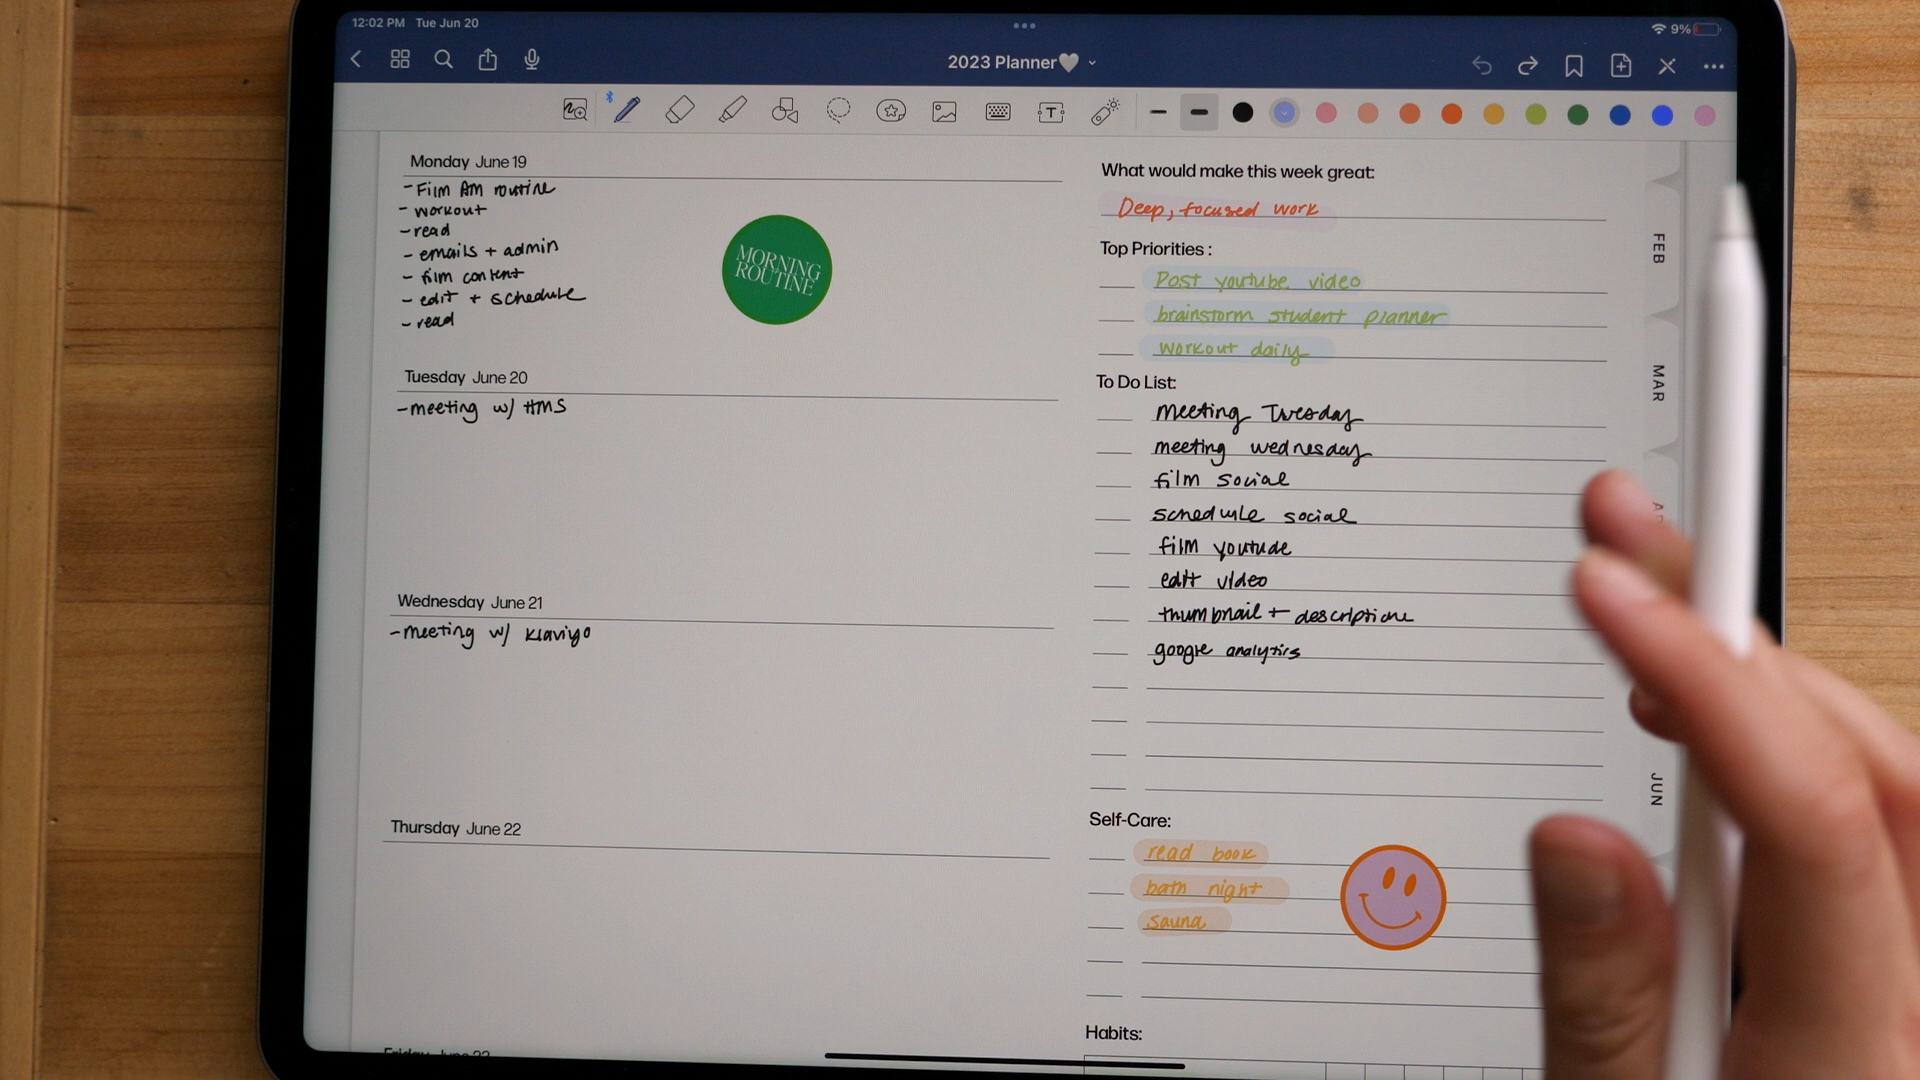 12:02 PM Tue Jun 20
9%
2023 Planner🤍
Monday June 19
- Film AM routine
- workout
- read
- emails + admin
- film content
- edit + schedule
- read
MORNING
ROUTINE
Tuesday June 20
- meeting w/ HMS
Wednesday June 21
- meeting w/ Klaviyo
Thursday June 22
Friday June 23
What would make this week great:
Deep, focused work
Top Priorities :
Post youtube video
brainstorm student planner
workout daily
To Do List:
meeting Tuesday
meeting wednesday
film social
schedule social
film youtube
edit video
thumbnail + description
google analytics
Self-Care:
read book
bath night
sauna
Habits:
FEB
MAR
JUN